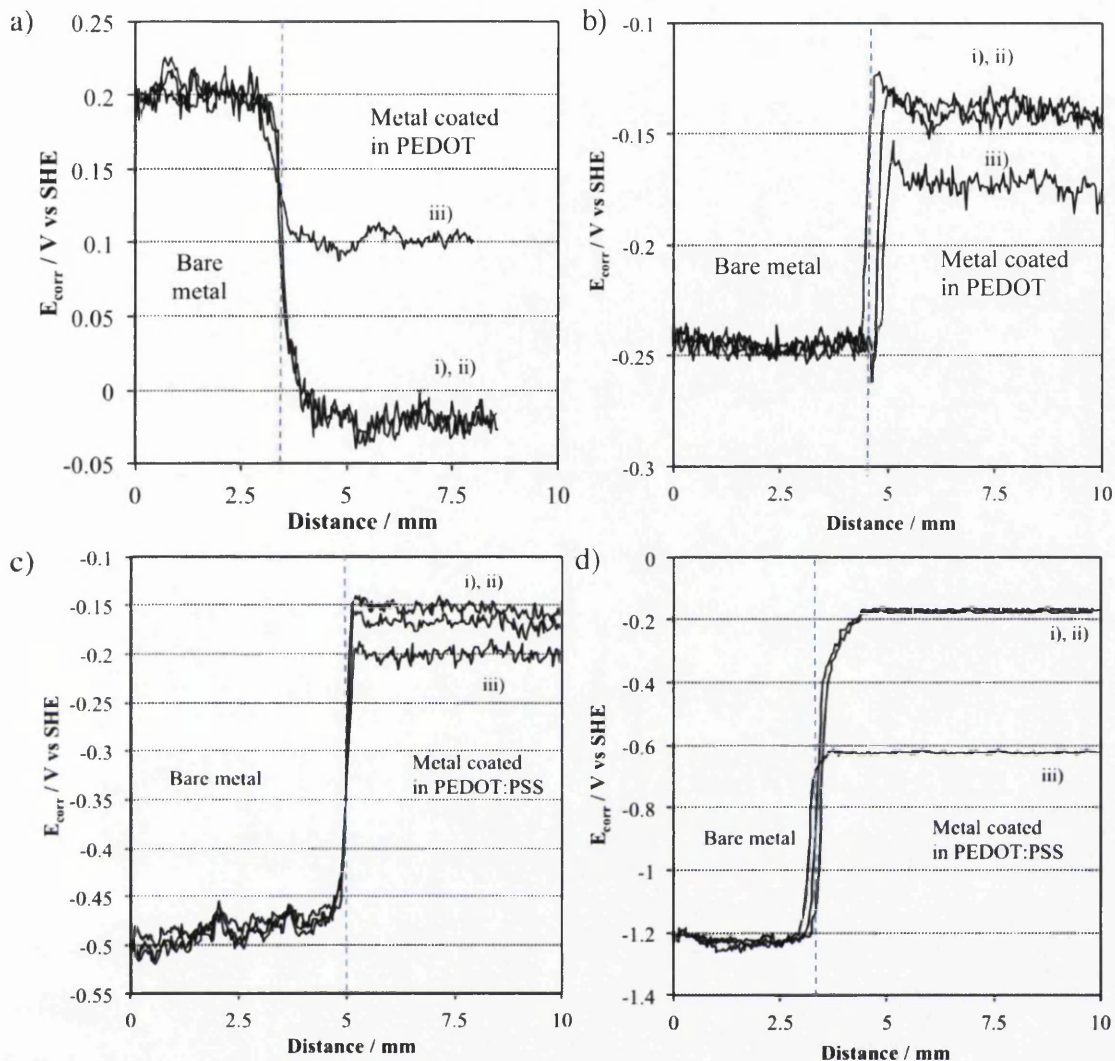 a)
0.25
0.2
0.15
0.1
0.05
0
-0.05
E_corr / V vs SHE
0
2.5
5
7.5
10
Distance / mm
Bare
metal
Metal coated
in PEDOT
iii)
i), ii)
b)
-0.1
-0.15
-0.2
-0.25
-0.3
E_corr / V vs SHE
0
2.5
5
7.5
10
Distance / mm
Bare metal
Metal coated
in PEDOT
i), ii)
iii)
c)
-0.1
-0.15
-0.2
-0.25
-0.3
-0.35
-0.4
-0.45
-0.5
-0.55
E_corr / V vs SHE
0
2.5
5
7.5
10
Distance / mm
Bare metal
Metal coated
in PEDOT:PSS
i), ii)
iii)
d)
0
-0.2
-0.4
-0.6
-0.8
-1
-1.2
-1.4
E_corr / V vs SHE
0
2.5
5
7.5
10
Distance / mm
Bare metal
Metal coated
in PEDOT:PSS
i), ii)
iii)